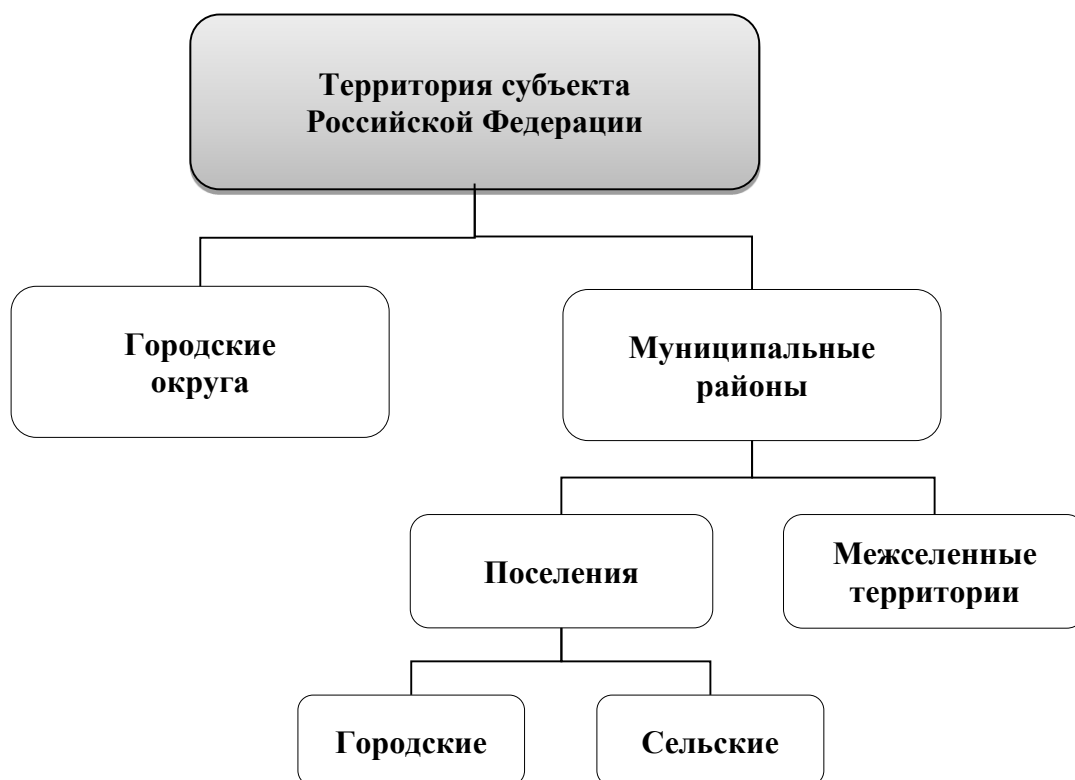 Территория субъекта
Российской Федерации
Городские
округа
Муниципальные
районы
Поселения
Межселенные
территории
Городские
Сельские